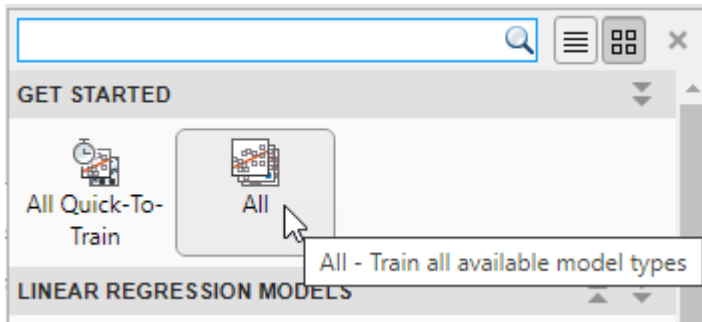 GET STARTED
All Quick-To-
Train
All
All - Train all available model types
LINEAR REGRESSION MODELS